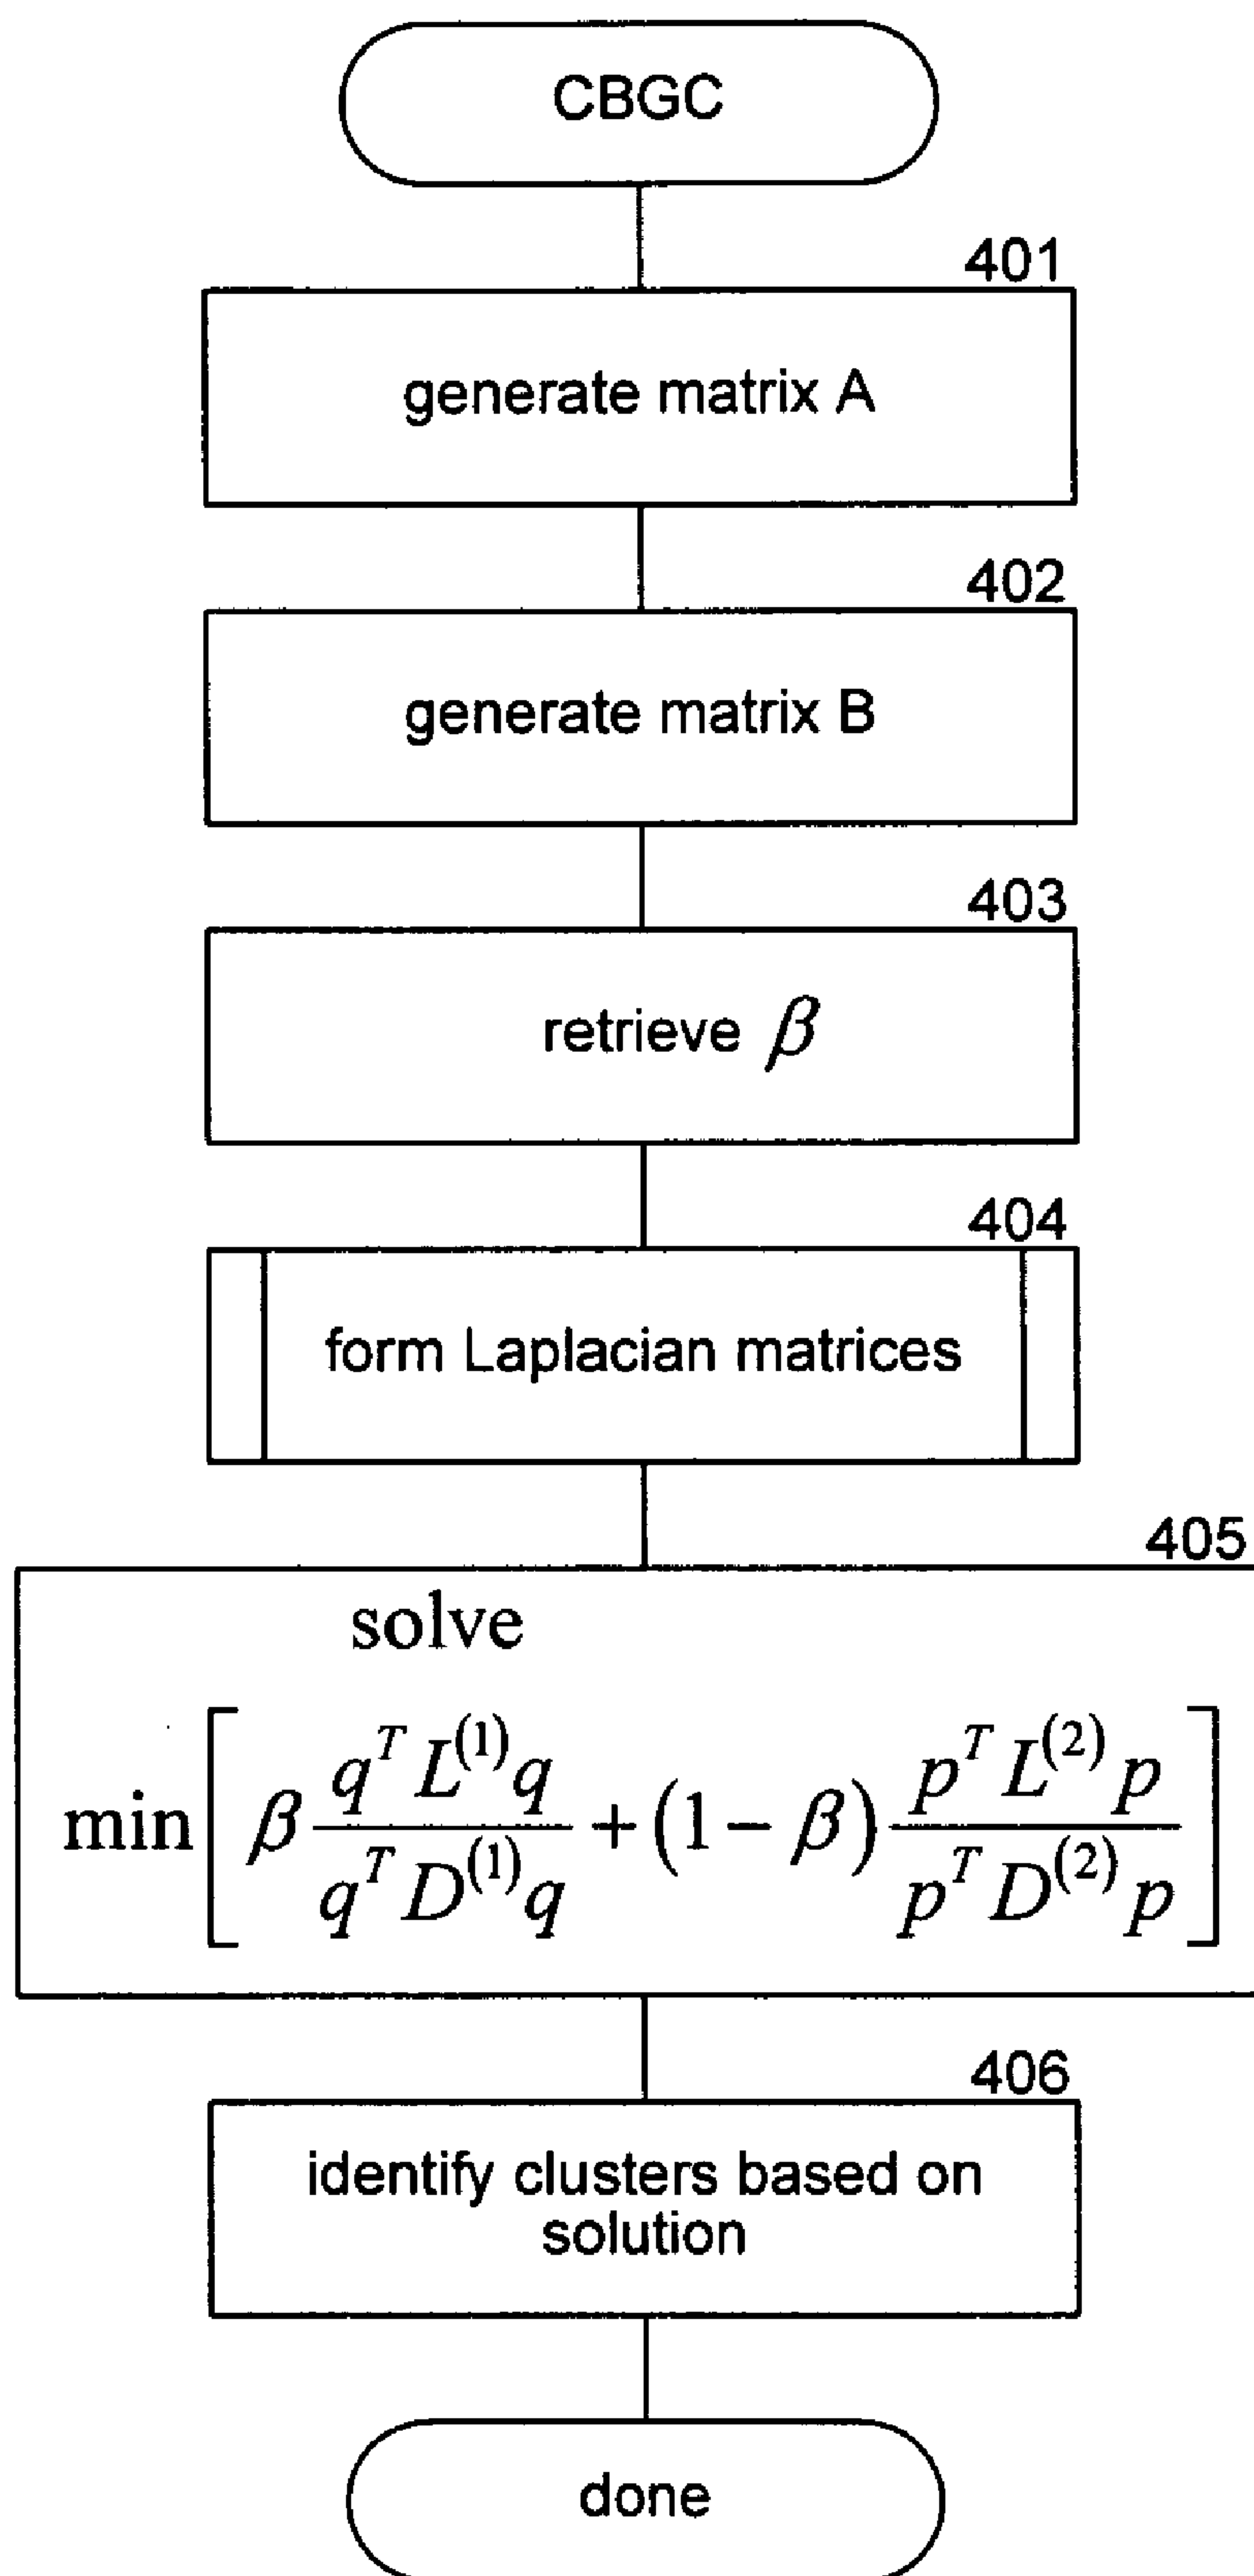 CBGC
401
generate matrix A
402
generate matrix B
403
retrieve β
404
form Laplacian matrices
405
solve
min[ β (q^T L^(1) q)/(q^T D^(1) q) + (1 − β) (p^T L^(2) p)/(p^T D^(2) p) ]
406
identify clusters based on
solution
done